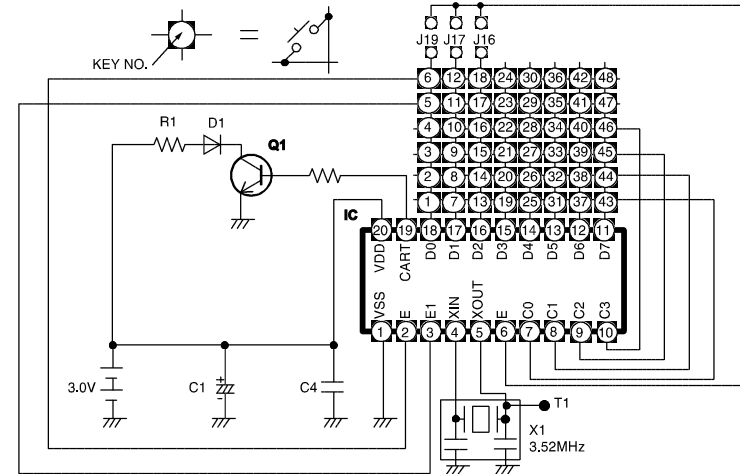 J19 J17 J16
KEY NO.
6 12 18 24 30 36 42 48
5 11 17 23 29 35 41 47
R1 D1 Q1
4 10 16 22 28 34 40 46
3 9 15 21 27 33 39 45
2 8 14 20 26 32 38 44
1 7 13 19 25 31 37 43
IC
20 19 18 17 16 15 14 13 12 11
VDD CART D0 D1 D2 D3 D4 D5 D6 D7
VSS E E1 XIN XOUT E C0 C1 C2 C3
1 2 3 4 5 6 7 8 9 10
3.0V C1 C4
T1
X1
3.52MHz